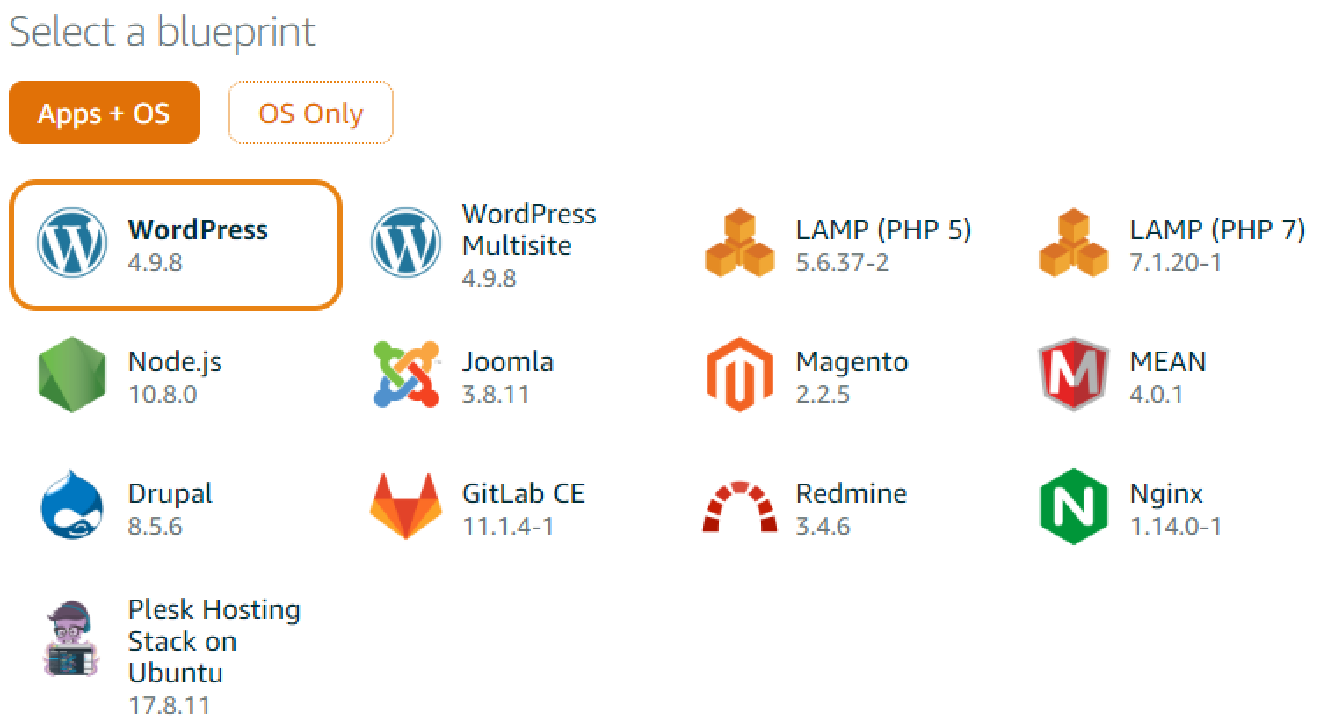 Select a blueprint
Apps + OS
OS Only
WordPress
4.9.8
WordPress
Multisite
4.9.8
LAMP (PHP 5)
5.6.37-2
LAMP (PHP 7)
7.1.20-1
Node.js
10.8.0
Joomla
3.8.11
Magento
2.2.5
MEAN
4.0.1
Drupal
8.5.6
GitLab CE
11.1.4-1
Redmine
3.4.6
Nginx
1.14.0-1
Plesk Hosting
Stack on
Ubuntu
17.8.11